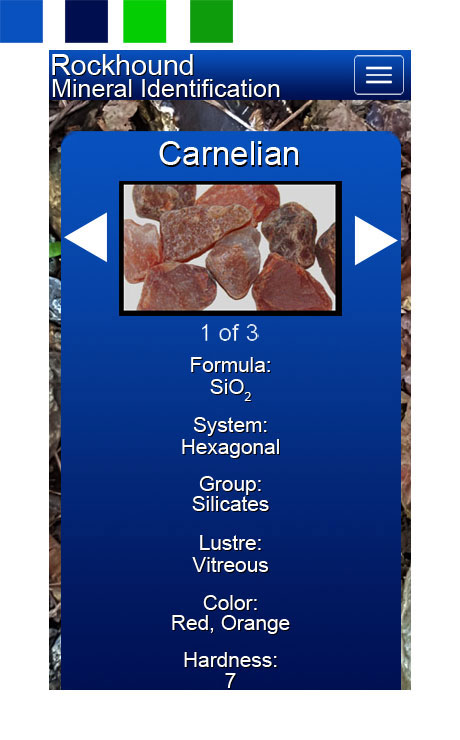 Rockhound
Mineral Identification
Carnelian
1 of 3
Formula:
SiO₂
System:
Hexagonal
Group:
Silicates
Lustre:
Vitreous
Color:
Red, Orange
Hardness:
7